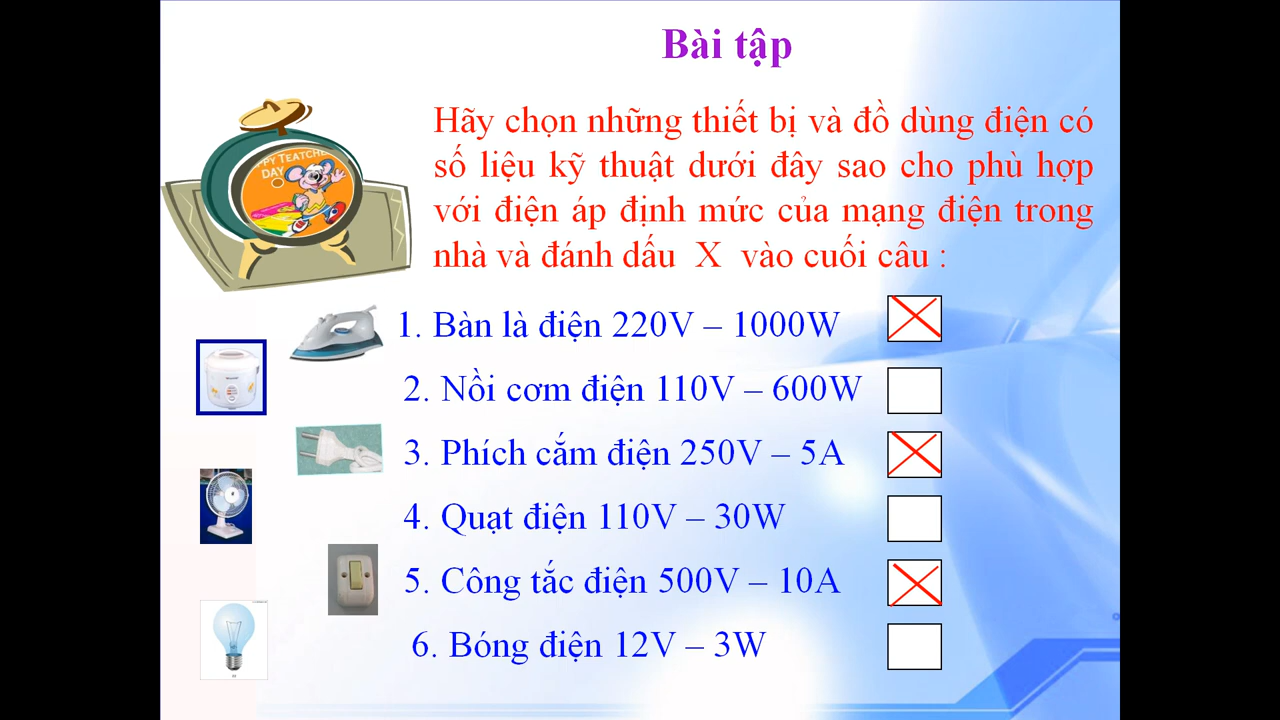 Bài tập
PY TEATCHE
DAY
Hãy chọn những thiết bị và đồ dùng điện có
số liệu kỹ thuật dưới đây sao cho phù hợp
với điện áp định mức của mạng điện trong
nhà và đánh dấu X vào cuối câu :
1. Bàn là điện 220V – 1000W
2. Nồi cơm điện 110V – 600W
3. Phích cắm điện 250V – 5A
4. Quạt điện 110V – 30W
5. Công tắc điện 500V – 10A
6. Bóng điện 12V – 3W